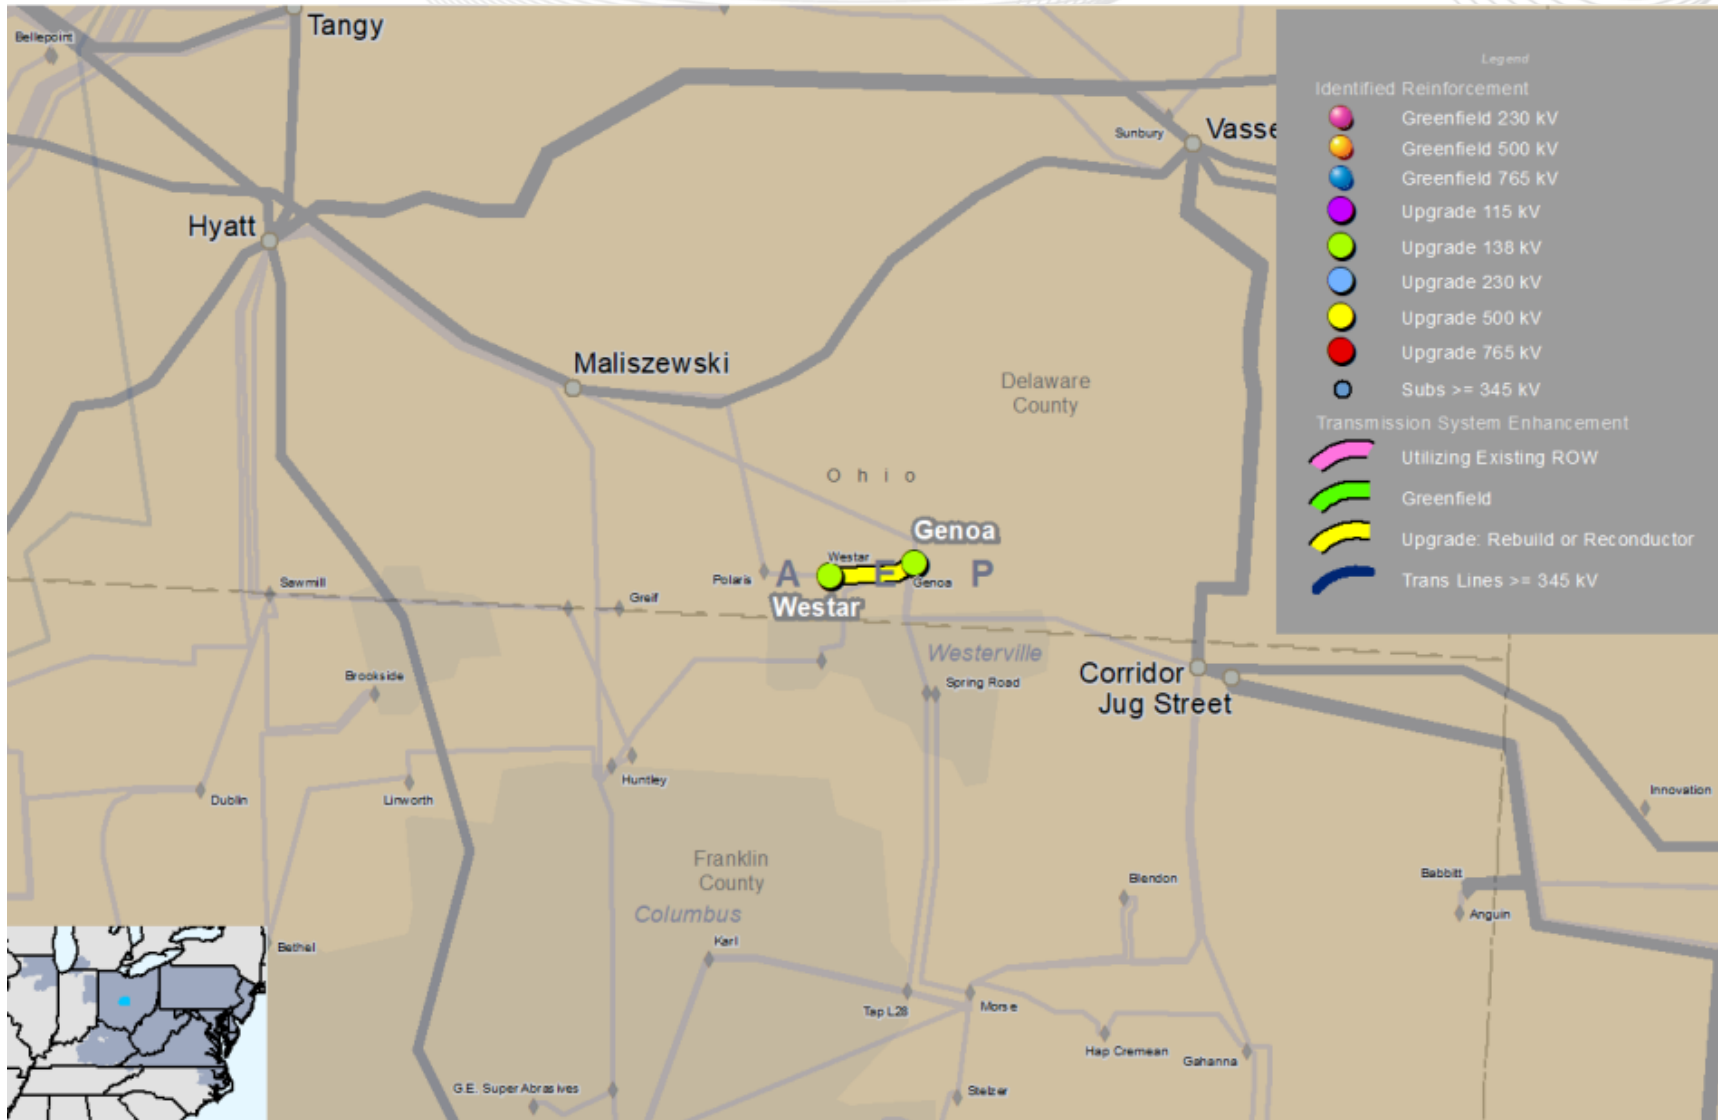 Bellepoint
Tangy
Sunbury
Vasse
Hyatt
Maliszewski
Delaware
County
Ohio
Genoa
Westar
Polaris
A E P
Genoa
Westar
Sawmill
Greif
Westerville
Brookside
Spring Road
Corridor
Jug Street
Huntley
Dublin
Linworth
Innovation
Franklin
County
Columbus
Blendon
Babbitt
Anguin
Karl
Bethel
Tap L28
Morse
Hap Cremean
Gahanna
G.E. Super Abrasives
Stelzer
Legend
Identified Reinforcement
Greenfield 230 kV
Greenfield 500 kV
Greenfield 765 kV
Upgrade 115 kV
Upgrade 138 kV
Upgrade 230 kV
Upgrade 500 kV
Upgrade 765 kV
Subs >= 345 kV
Transmission System Enhancement
Utilizing Existing ROW
Greenfield
Upgrade: Rebuild or Reconductor
Trans Lines >= 345 kV